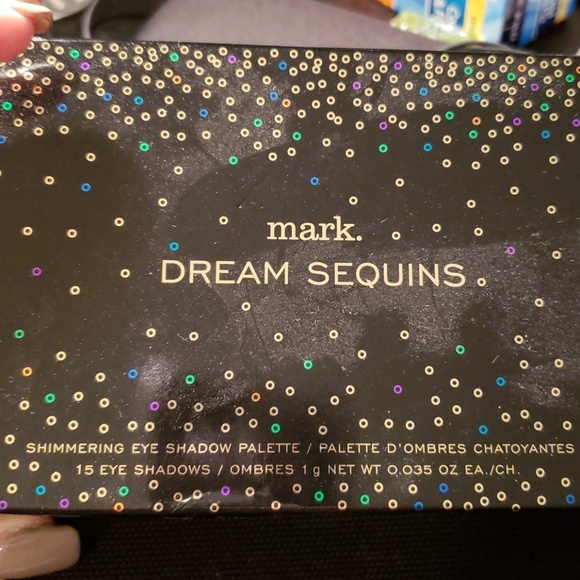 mark.
DREAM SEQUINS
SHIMMERING EYE SHADOW PALETTE / PALETTE D'OMBRES CHATOYANTES
15 EYE SHADOWS / OMBRES 1 g NET WT 0.035 OZ EA./CH.